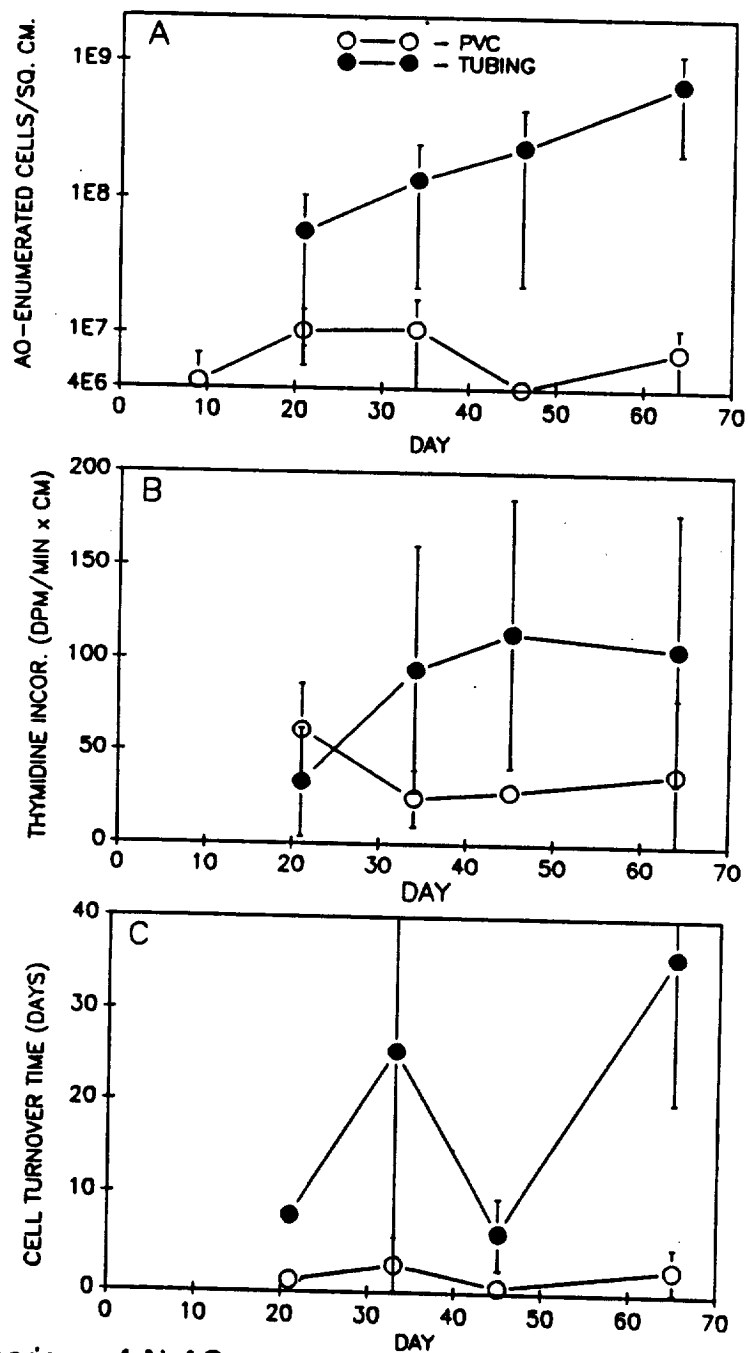 A
○—○ – PVC
●—● – TUBING
AO-ENUMERATED CELLS/SQ. CM.
1E9
1E8
1E7
4E6
0 10 20 30 40 50 60 70
DAY
B
THYMIDINE INCOR. (DPM/MIN x CM)
200
150
100
50
0
0 10 20 30 40 50 60 70
DAY
C
CELL TURNOVER TIME (DAYS)
40
30
20
10
0
0 10 20 30 40 50 60 70
DAY